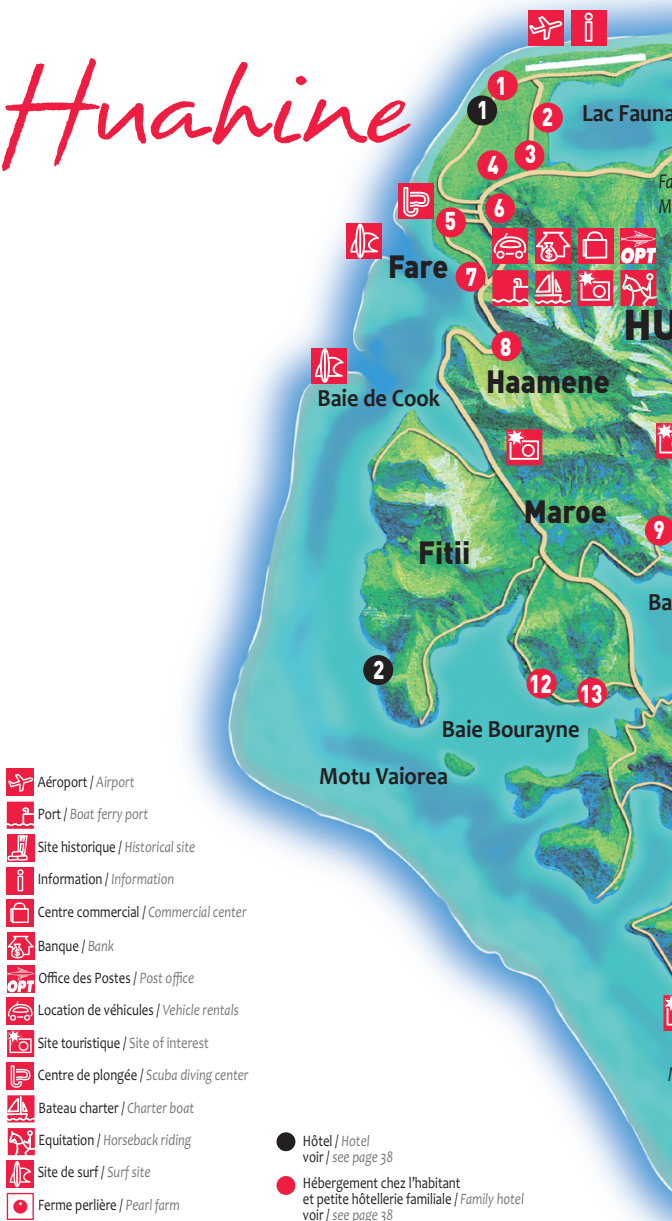 Huahine
1
1
2
Lac Fauna
3
4
Fa
M
6
5
OPT
Fare
7
HU
8
Haamene
Baie de Cook
Maroe
9
Fitii
Ba
2
12
13
Baie Bourayne
Motu Vaiorea
Aéroport / Airport
Port / Boat ferry port
Site historique / Historical site
Information / Information
Centre commercial / Commercial center
Banque / Bank
OPT Office des Postes / Post office
Location de véhicules / Vehicle rentals
Site touristique / Site of interest
Centre de plongée / Scuba diving center
Bateau charter / Charter boat
Equitation / Horseback riding
Site de surf / Surf site
Ferme perlière / Pearl farm
Hôtel / Hotel
voir / see page 38
Hébergement chez l'habitant
et petite hôtellerie familiale / Family hotel
voir / see page 38